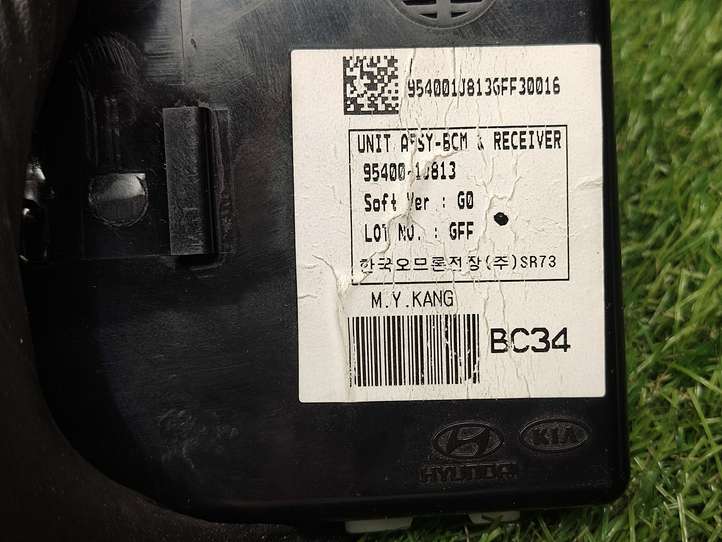 954001J813GFF30016
UNIT ASSY-BCM & RECEIVER
95400-1J813
Soft Ver : G0
LOT NO. : GFF
한국오므론전장(주)SR73
M.Y.KANG
BC34
HYUNDAI
KIA